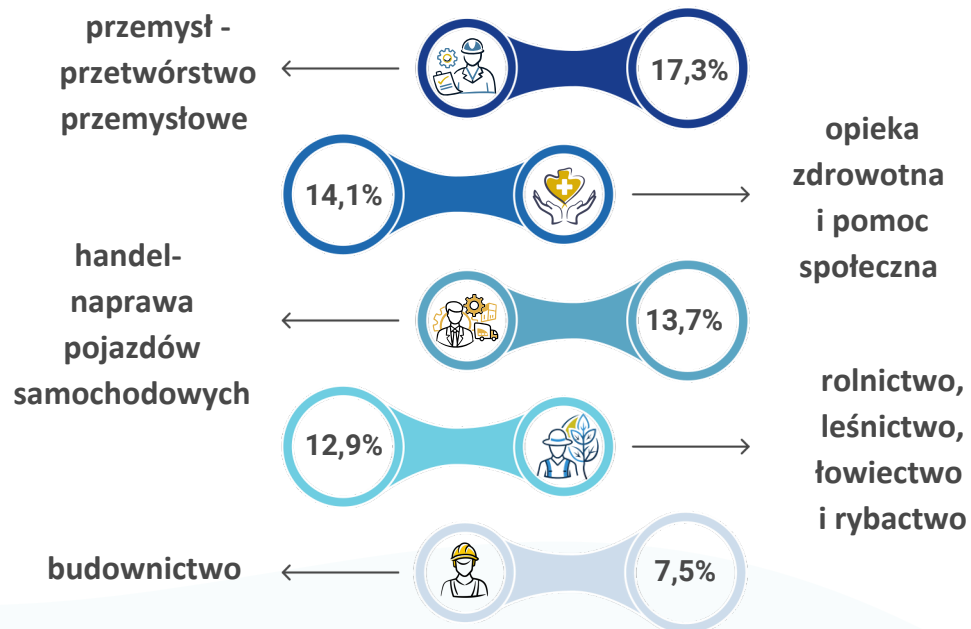 przemysł -
przetwórstwo
przemysłowe
17,3%
14,1%
opieka
zdrowotna
i pomoc
społeczna
handel-
naprawa
pojazdów
samochodowych
13,7%
12,9%
rolnictwo,
leśnictwo,
łowiectwo
i rybactwo
budownictwo
7,5%